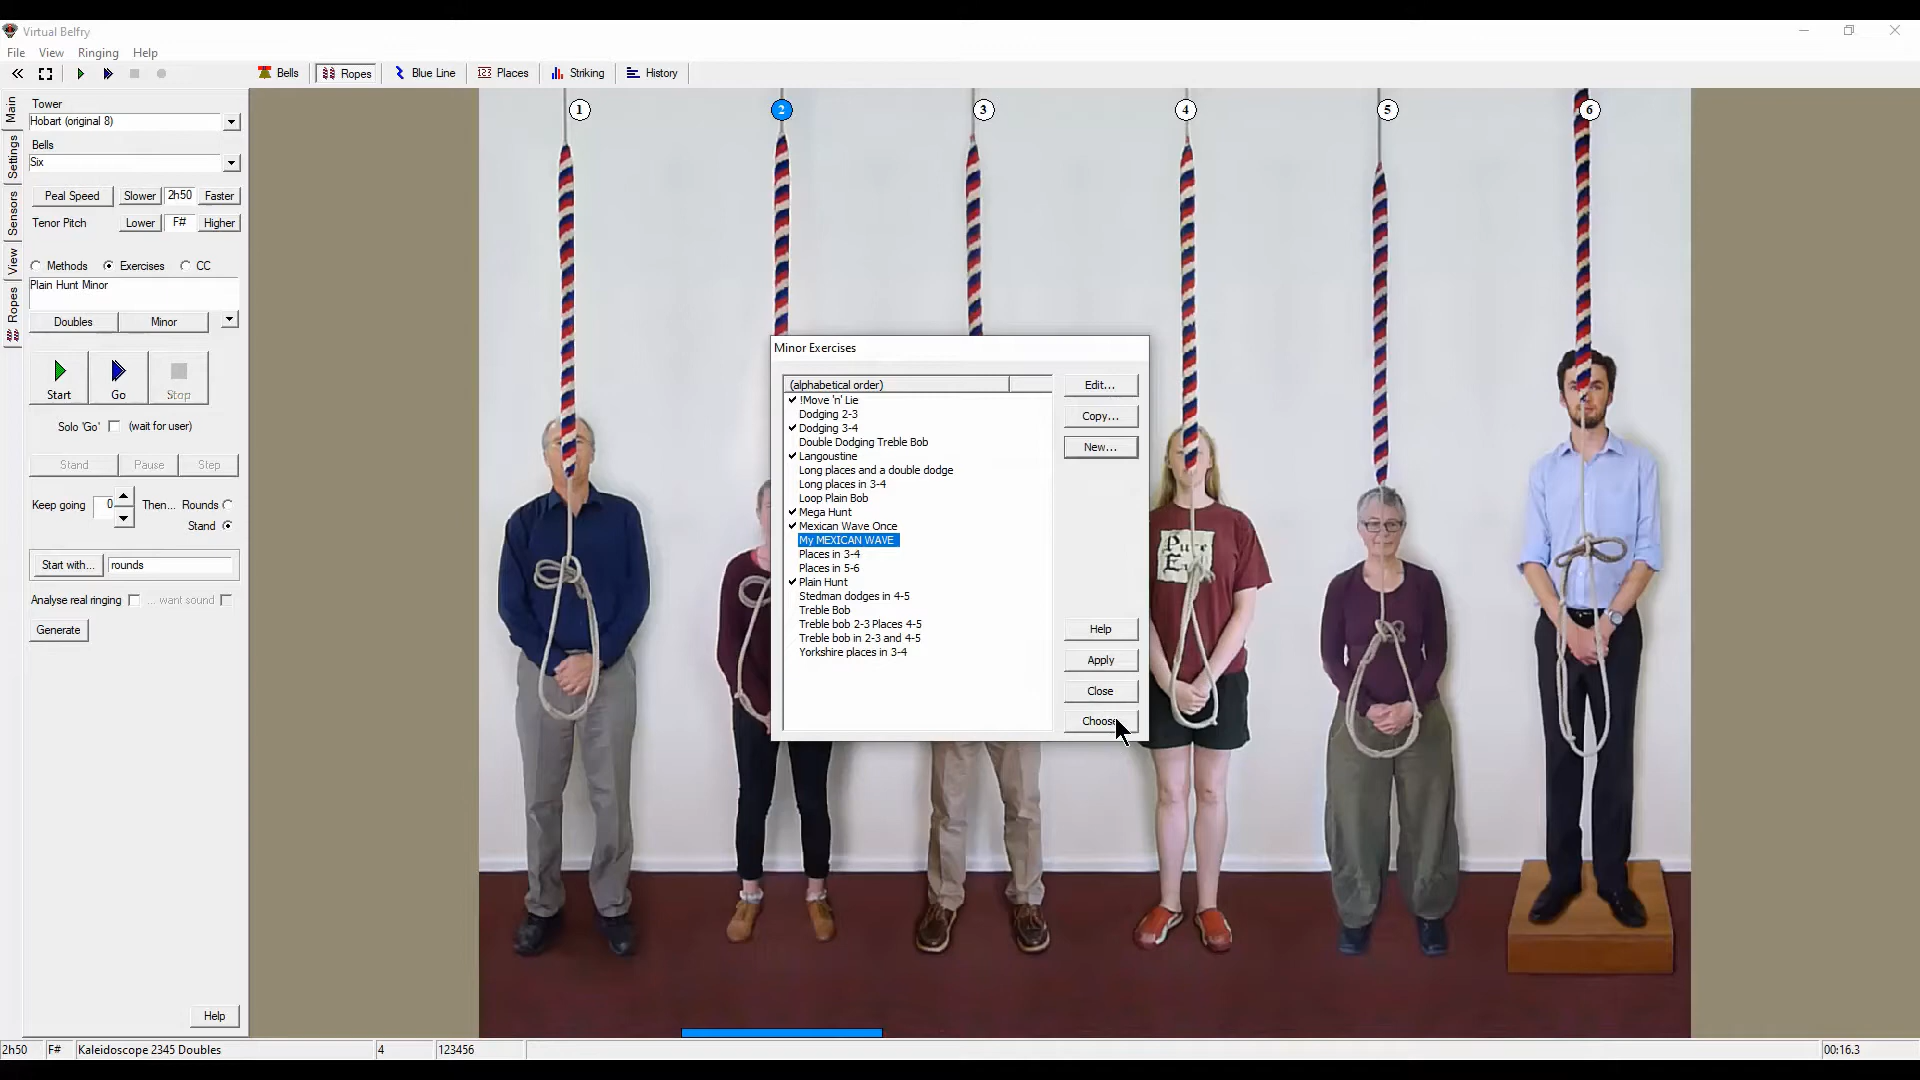 Virtual Belfry
File View Ringing Help
Bells Ropes Blue Line Places Striking History
Main
Settings
Sensors
View
Ropes
Tower
Hobart (original 8)
Bells
Six
Peal Speed Slower 2h50 Faster
Tenor Pitch Lower F# Higher
Methods Exercises CC
Plain Hunt Minor
Doubles Minor
Start Go Stop
Solo 'Go' (wait for user)
Stand Pause Step
Keep going 0 Then... Rounds
Stand
Start with... rounds
Analyse real ringing ... want sound
Generate
Help
1 2 3 4 5 6
Minor Exercises
(alphabetical order)
!Move 'n' Lie
Dodging 2-3
Dodging 3-4
Double Dodging Treble Bob
Langoustine
Long places and a double dodge
Long places in 3-4
Loop Plain Bob
Mega Hunt
Mexican Wave Once
My MEXICAN WAVE
Places in 3-4
Places in 5-6
Plain Hunt
Stedman dodges in 4-5
Treble Bob
Treble bob 2-3 Places 4-5
Treble bob in 2-3 and 4-5
Yorkshire places in 3-4
Edit...
Copy...
New...
Help
Apply
Close
Choose
2h50 F# Kaleidoscope 2345 Doubles 4 123456 00:16.3